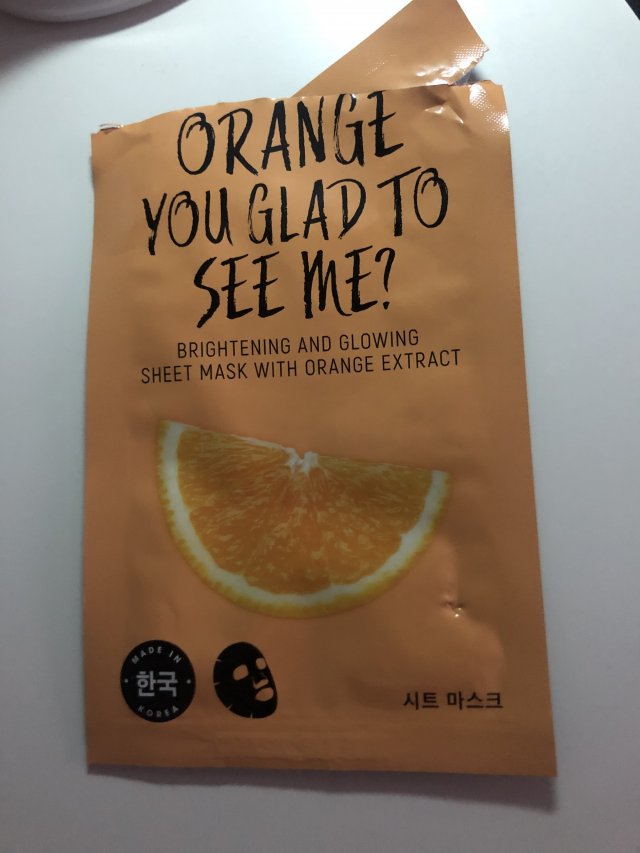 ORANGE
YOU GLAD TO
SEE ME?
BRIGHTENING AND GLOWING
SHEET MASK WITH ORANGE EXTRACT
MADE IN
한국
KOREA
시트 마스크